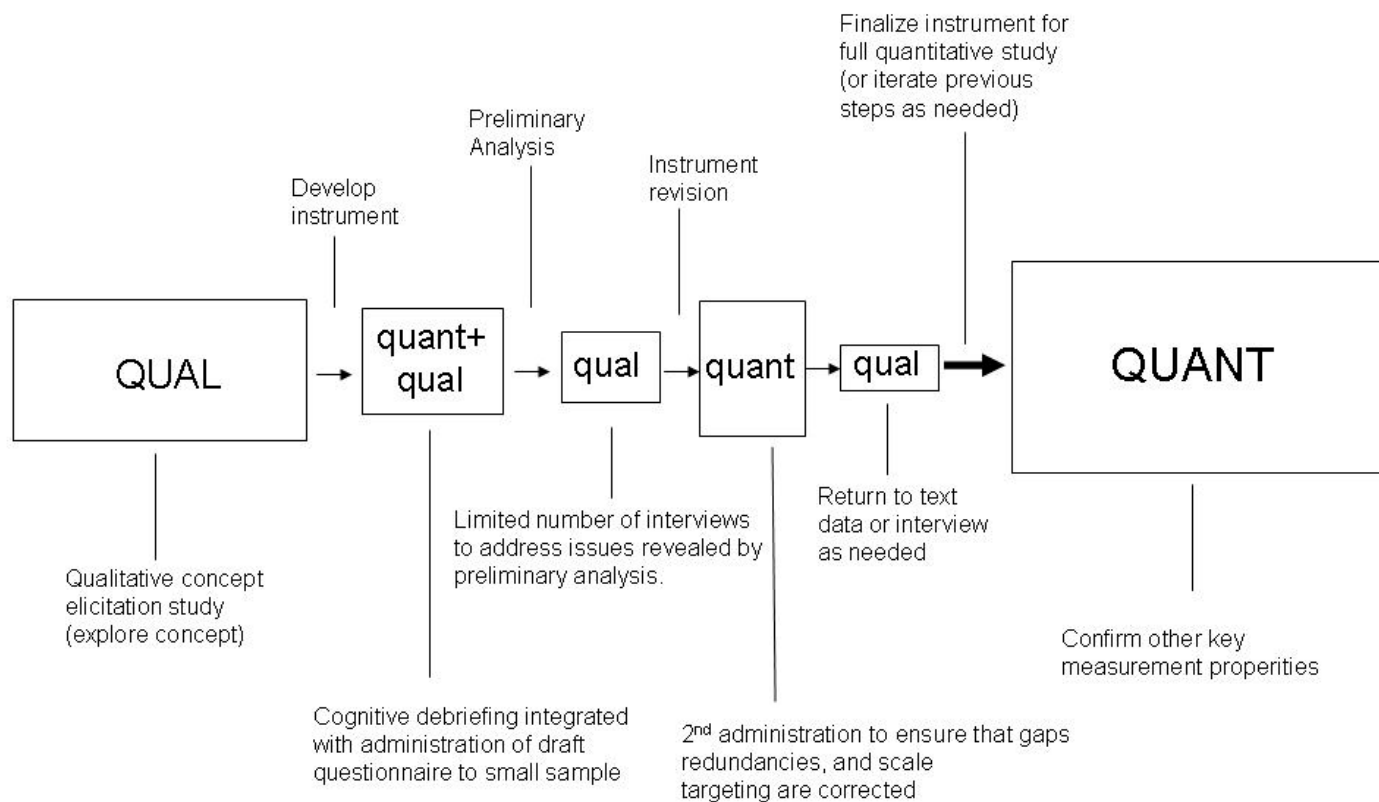 Finalize instrument for
full quantitative study
(or iterate previous
steps as needed)
Preliminary
Analysis
Instrument
revision
Develop
instrument
QUAL
quant+
qual
qual
quant
qual
QUANT
Qualitative concept
elicitation study
(explore concept)
Cognitive debriefing integrated
with administration of draft
questionnaire to small sample
Limited number of interviews
to address issues revealed by
preliminary analysis.
2nd administration to ensure that gaps
redundancies, and scale
targeting are corrected
Return to text
data or interview
as needed
Confirm other key
measurement properities